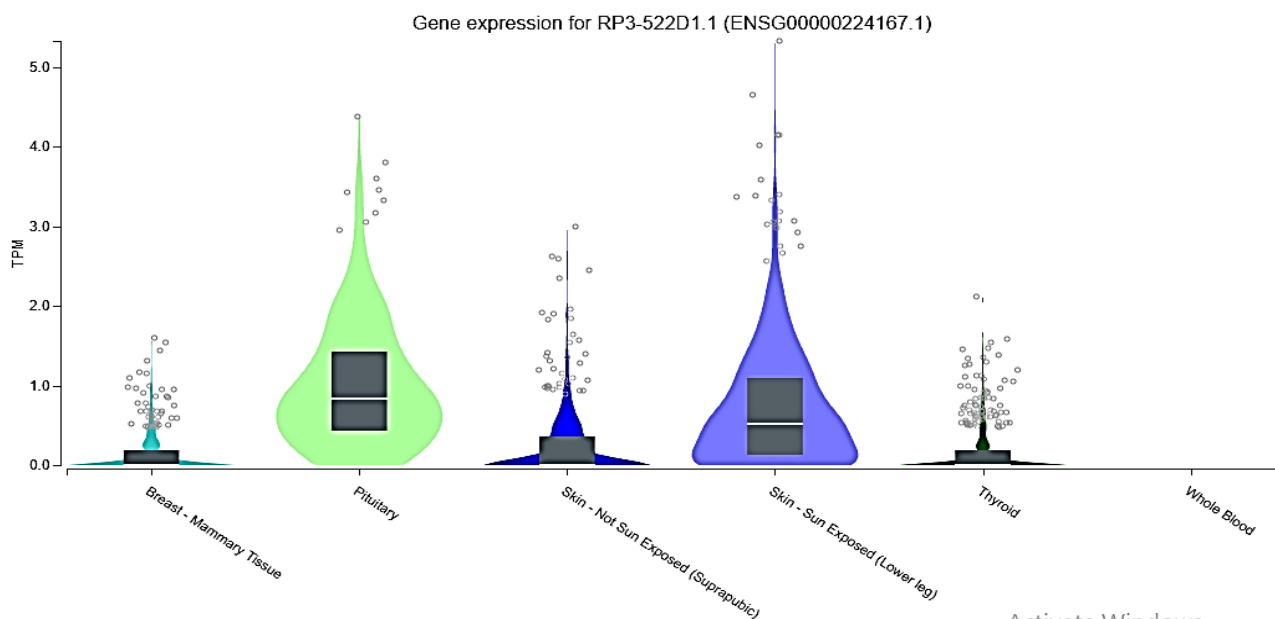 Gene expression for RP3-522D1.1 (ENSG00000224167.1)
5.0
4.0
3.0
2.0
1.0
0.0
TPM
Breast - Mammary Tissue
Pituitary
Skin - Not Sun Exposed (Suprapubic)
Skin - Sun Exposed (Lower leg)
Thyroid
Whole Blood
Activate Windows